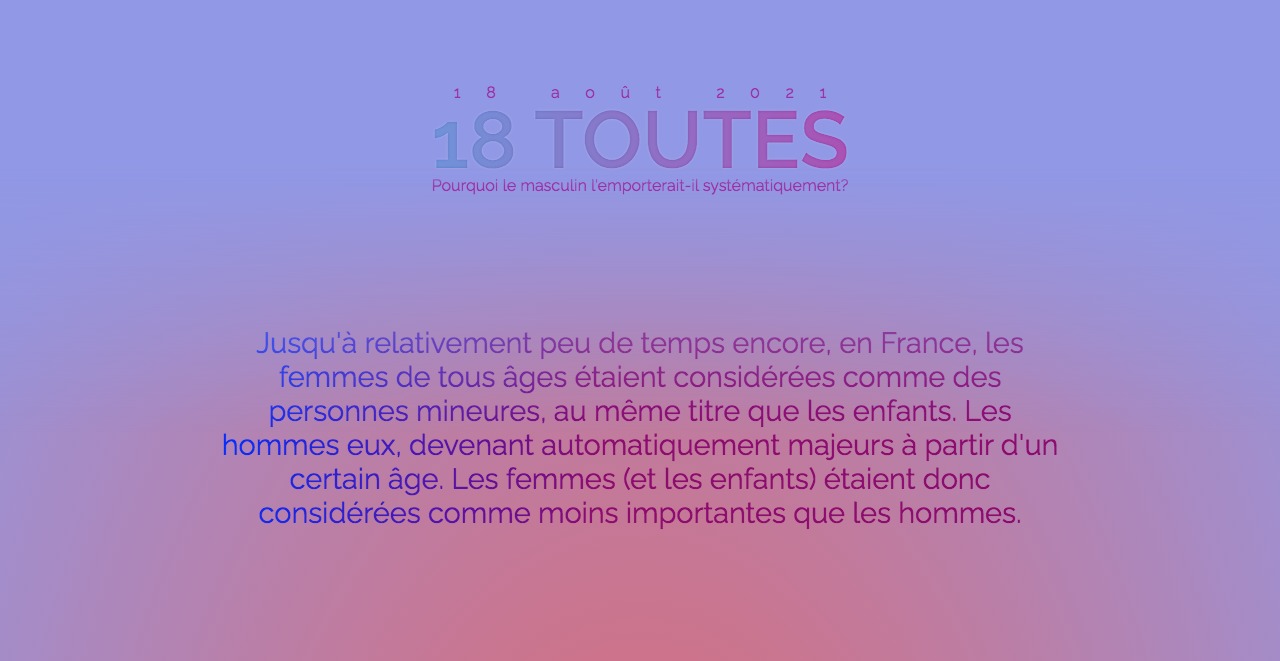 18 août 2021
18 TOUTES
Pourquoi le masculin l'emporterait-il systématiquement?
Jusqu'à relativement peu de temps encore, en France, les
femmes de tous âges étaient considérées comme des
personnes mineures, au même titre que les enfants. Les
hommes eux, devenant automatiquement majeurs à partir d'un
certain âge. Les femmes (et les enfants) étaient donc
considérées comme moins importantes que les hommes.